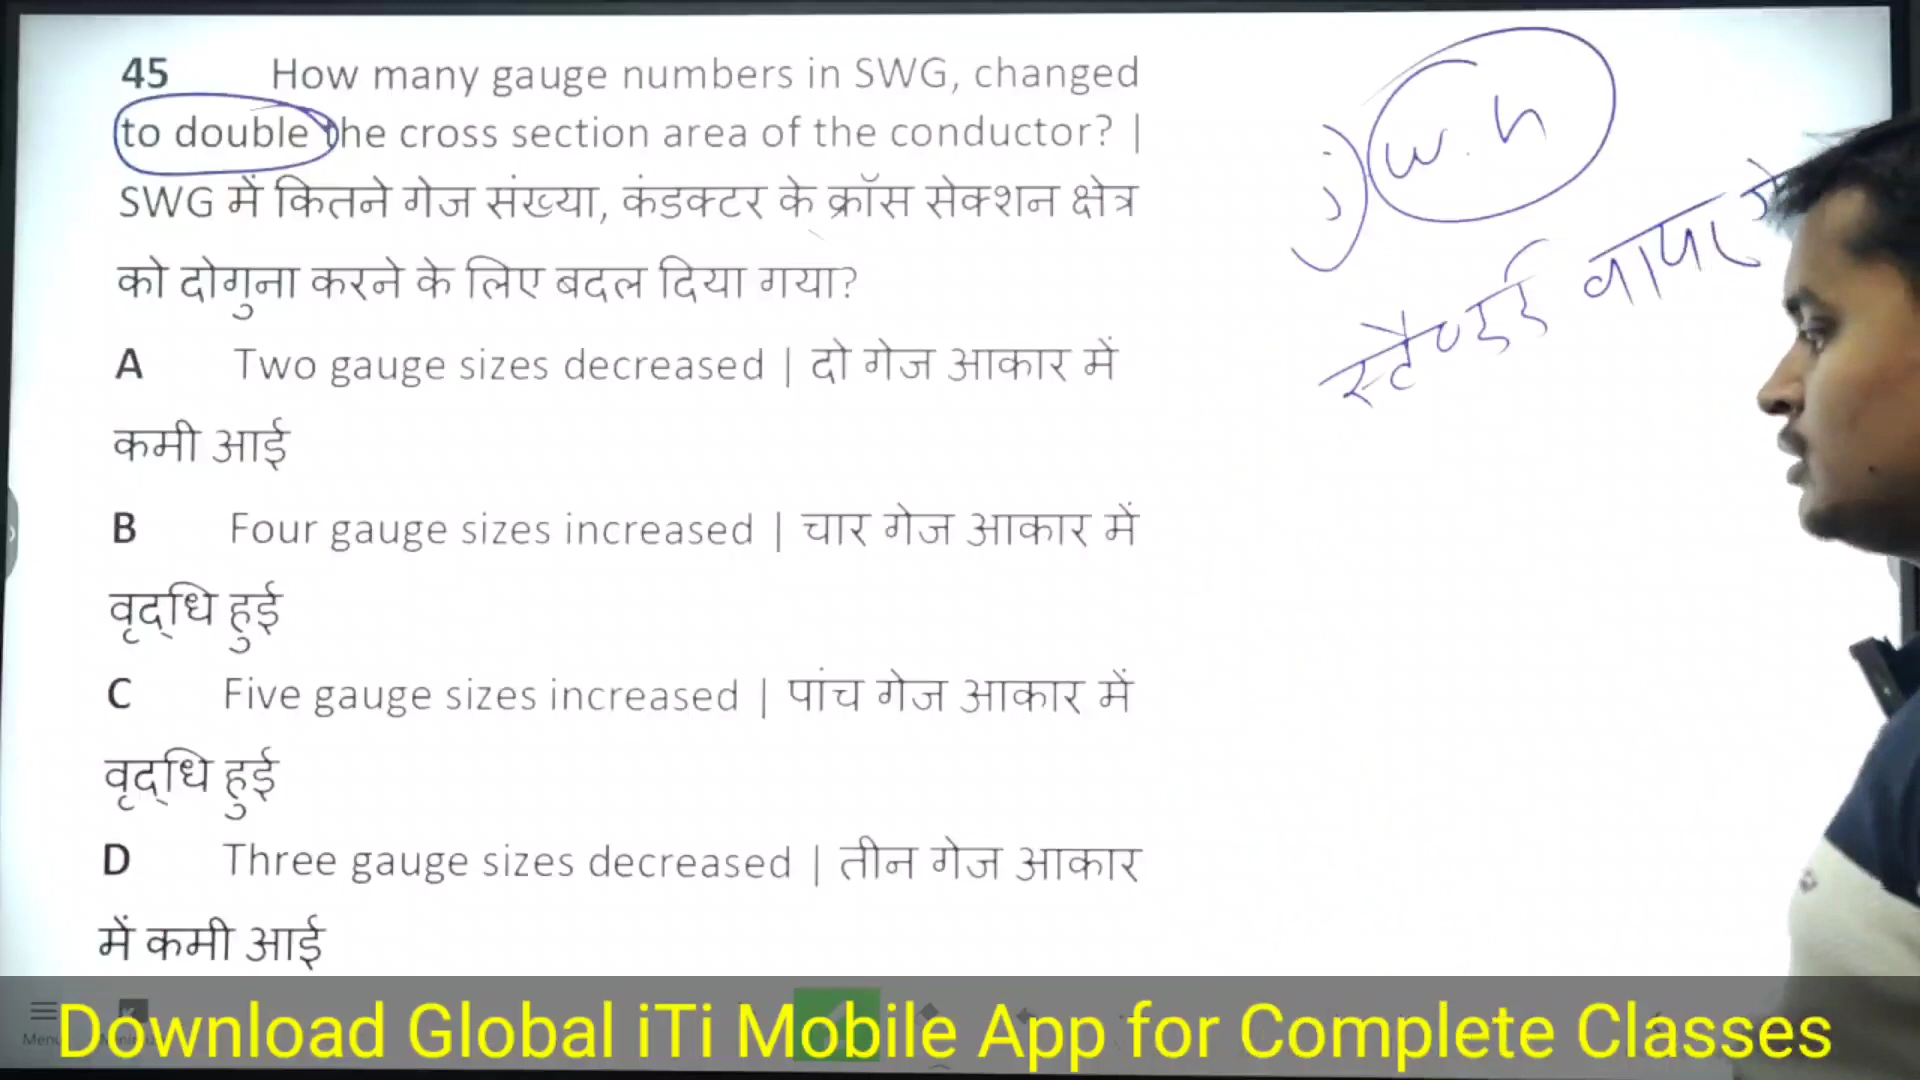 45 How many gauge numbers in SWG, changed
to double the cross section area of the conductor? |
SWG में कितने गेज संख्या, कंडक्टर के क्रॉस सेक्शन क्षेत्र
को दोगुना करने के लिए बदल दिया गया?
A Two gauge sizes decreased | दो गेज आकार में
कमी आई
B Four gauge sizes increased | चार गेज आकार में
वृद्धि हुई
C Five gauge sizes increased | पांच गेज आकार में
वृद्धि हुई
D Three gauge sizes decreased | तीन गेज आकार
में कमी आई
w.h
स्टैण्डर्ड वायर गे
Download Global iTi Mobile App for Complete Classes